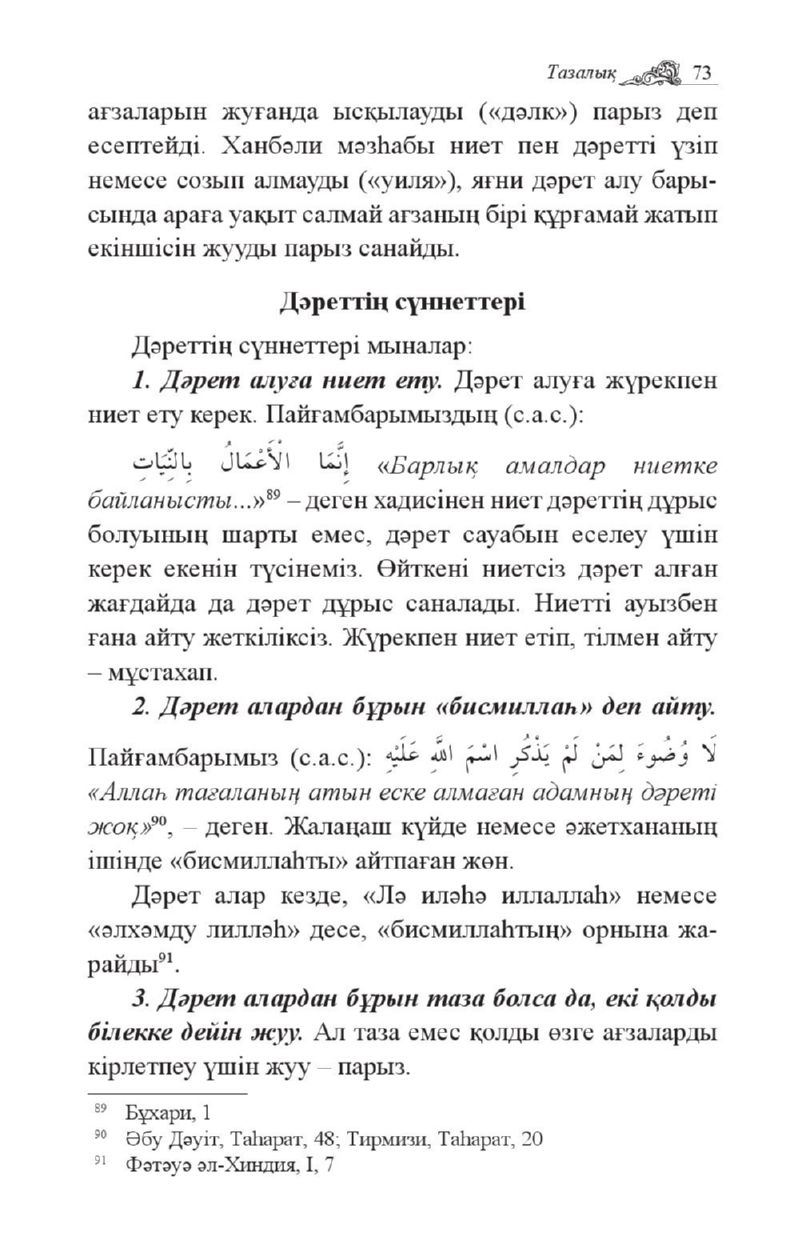 Тазалық 73
ағзаларын жуғанда ысқылауды («дәлк») парыз деп
есептейді. Ханбәли мәзһабы ниет пен дәретті үзіп
немесе созып алмауды («уиля»), яғни дәрет алу бары-
сында араға уақыт салмай ағзаның бірі құрғамай жатып
екіншісін жууды парыз санайды.
Дәреттің сүннеттері
Дәреттің сүннеттері мыналар:
1. Дәрет алуға ниет ету. Дәрет алуға жүрекпен
ниет ету керек. Пайғамбарымыздың (с.а.с.):
إِنَّمَا الْأَعْمَالُ بِالنِّيَّاتِ «Барлық амалдар ниетке
байланысты...»⁸⁹ – деген хадисінен ниет дәреттің дұрыс
болуының шарты емес, дәрет сауабын еселеу үшін
керек екенін түсінеміз. Өйткені ниетсіз дәрет алған
жағдайда да дәрет дұрыс саналады. Ниетті ауызбен
ғана айту жеткіліксіз. Жүрекпен ниет етіп, тілмен айту
– мұстахап.
2. Дәрет алардан бұрын «бисмиллаһ» деп айту.
Пайғамбарымыз (с.а.с.): لَا وُضُوءَ لِمَنْ لَمْ يَذْكُرِ اسْمَ اللَّهِ عَلَيْهِ
«Аллаһ тағаланың атын еске алмаған адамның дәреті
жоқ»⁹⁰, – деген. Жалаңаш күйде немесе әжетхананың
ішінде «бисмиллаһты» айтпаған жөн.
Дәрет алар кезде, «Лә иләһә иллаллаһ» немесе
«әлхәмду лилләһ» десе, «бисмиллаһтың» орнына жа-
райды⁹¹.
3. Дәрет алардан бұрын таза болса да, екі қолды
білекке дейін жуу. Ал таза емес қолды өзге ағзаларды
кірлетпеу үшін жуу – парыз.
⁸⁹ Бұхари, 1
⁹⁰ Әбу Дәуіт, Таһарат, 48; Тирмизи, Таһарат, 20
⁹¹ Фәтәуә әл-Хиндия, I, 7